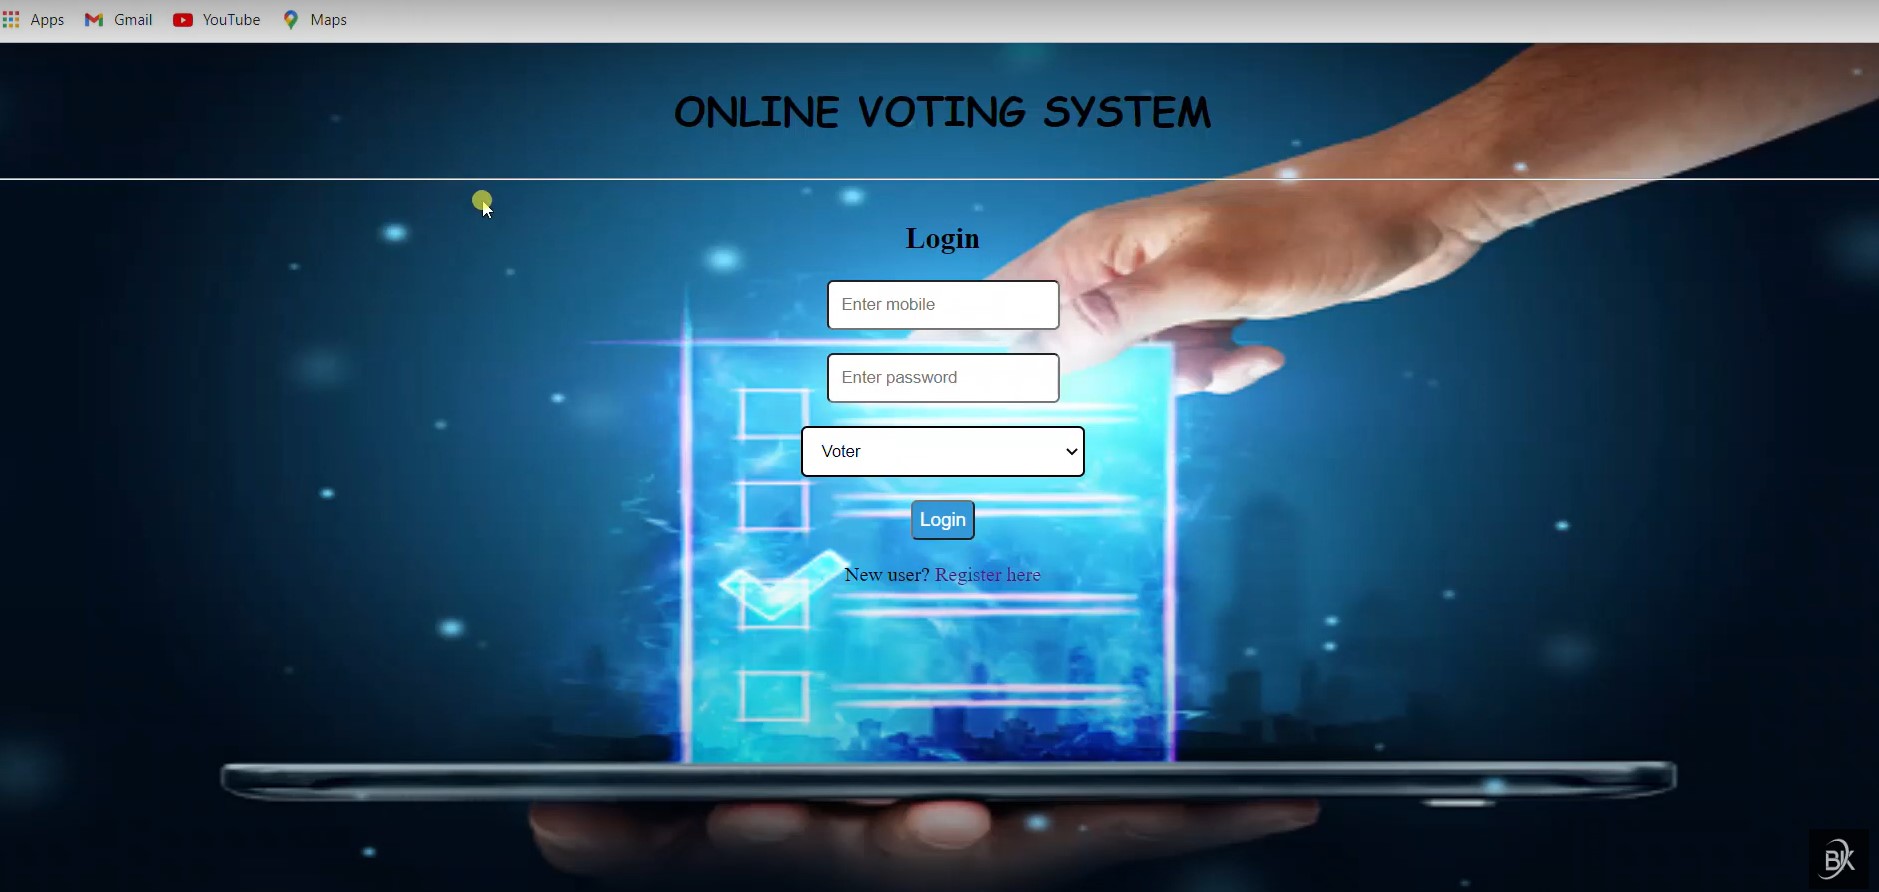 Apps Gmail YouTube Maps
ONLINE VOTING SYSTEM
Login
Enter mobile
Enter password
Voter
Login
New user? Register here
BK